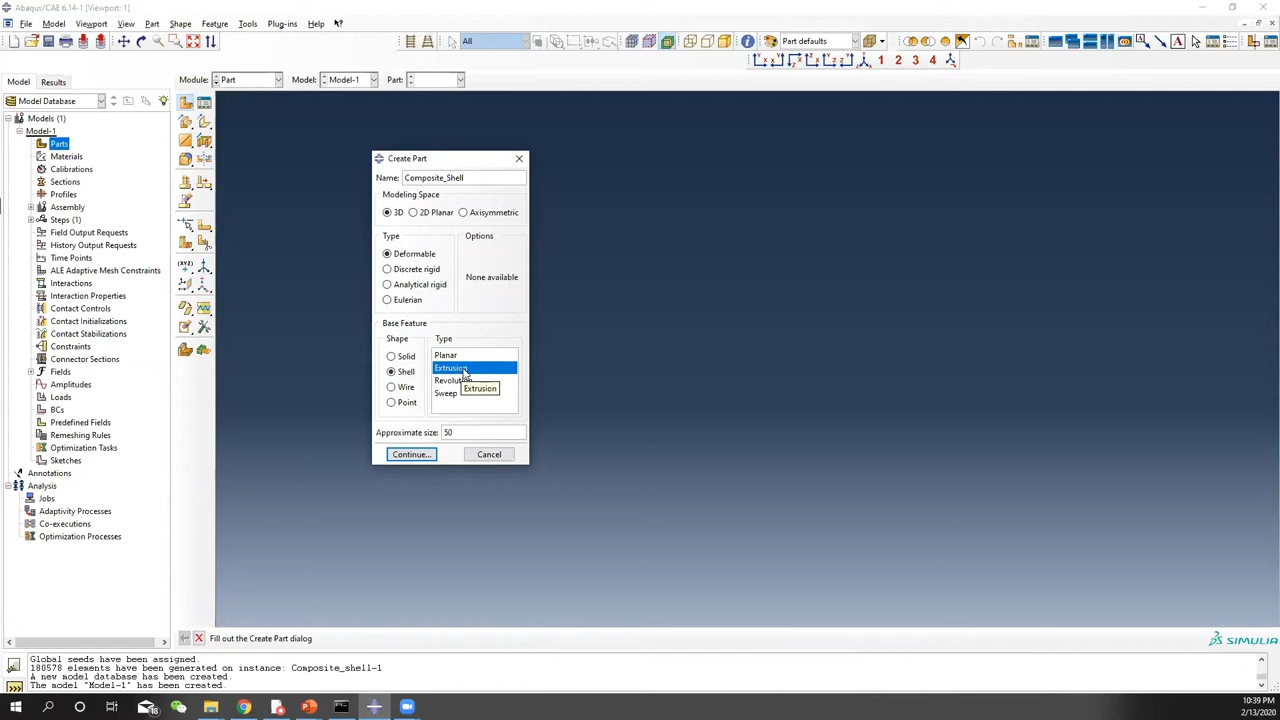 Abaqus/CAE 6.14-1 [Viewport: 1]
File Model Viewport View Part Shape Feature Tools Plug-ins Help
All Part defaults
1 2 3 4
Model Results Module: Part Model: Model-1 Part:
Model Database
Models (1)
Model-1
Parts
Materials
Calibrations
Sections
Profiles
Assembly
Steps (1)
Field Output Requests
History Output Requests
Time Points
ALE Adaptive Mesh Constraints
Interactions
Interaction Properties
Contact Controls
Contact Initializations
Contact Stabilizations
Constraints
Connector Sections
Fields
Amplitudes
Loads
BCs
Predefined Fields
Remeshing Rules
Optimization Tasks
Sketches
Annotations
Analysis
Jobs
Adaptivity Processes
Co-executions
Optimization Processes
Create Part
Name: Composite_Shell
Modeling Space
3D 2D Planar Axisymmetric
Type Options
Deformable
Discrete rigid
Analytical rigid
Eulerian
None available
Base Feature
Shape Type
Solid
Shell
Wire
Point
Planar
Extrusion
Revolution
Sweep
Extrusion
Approximate size: 50
Continue... Cancel
(XYZ)
Fill out the Create Part dialog
SIMULIA
Global seeds have been assigned.
180578 elements have been generated on instance: Composite_shell-1
A new model database has been created.
The model "Model-1" has been created.
>>>
10:39 PM
2/13/2020